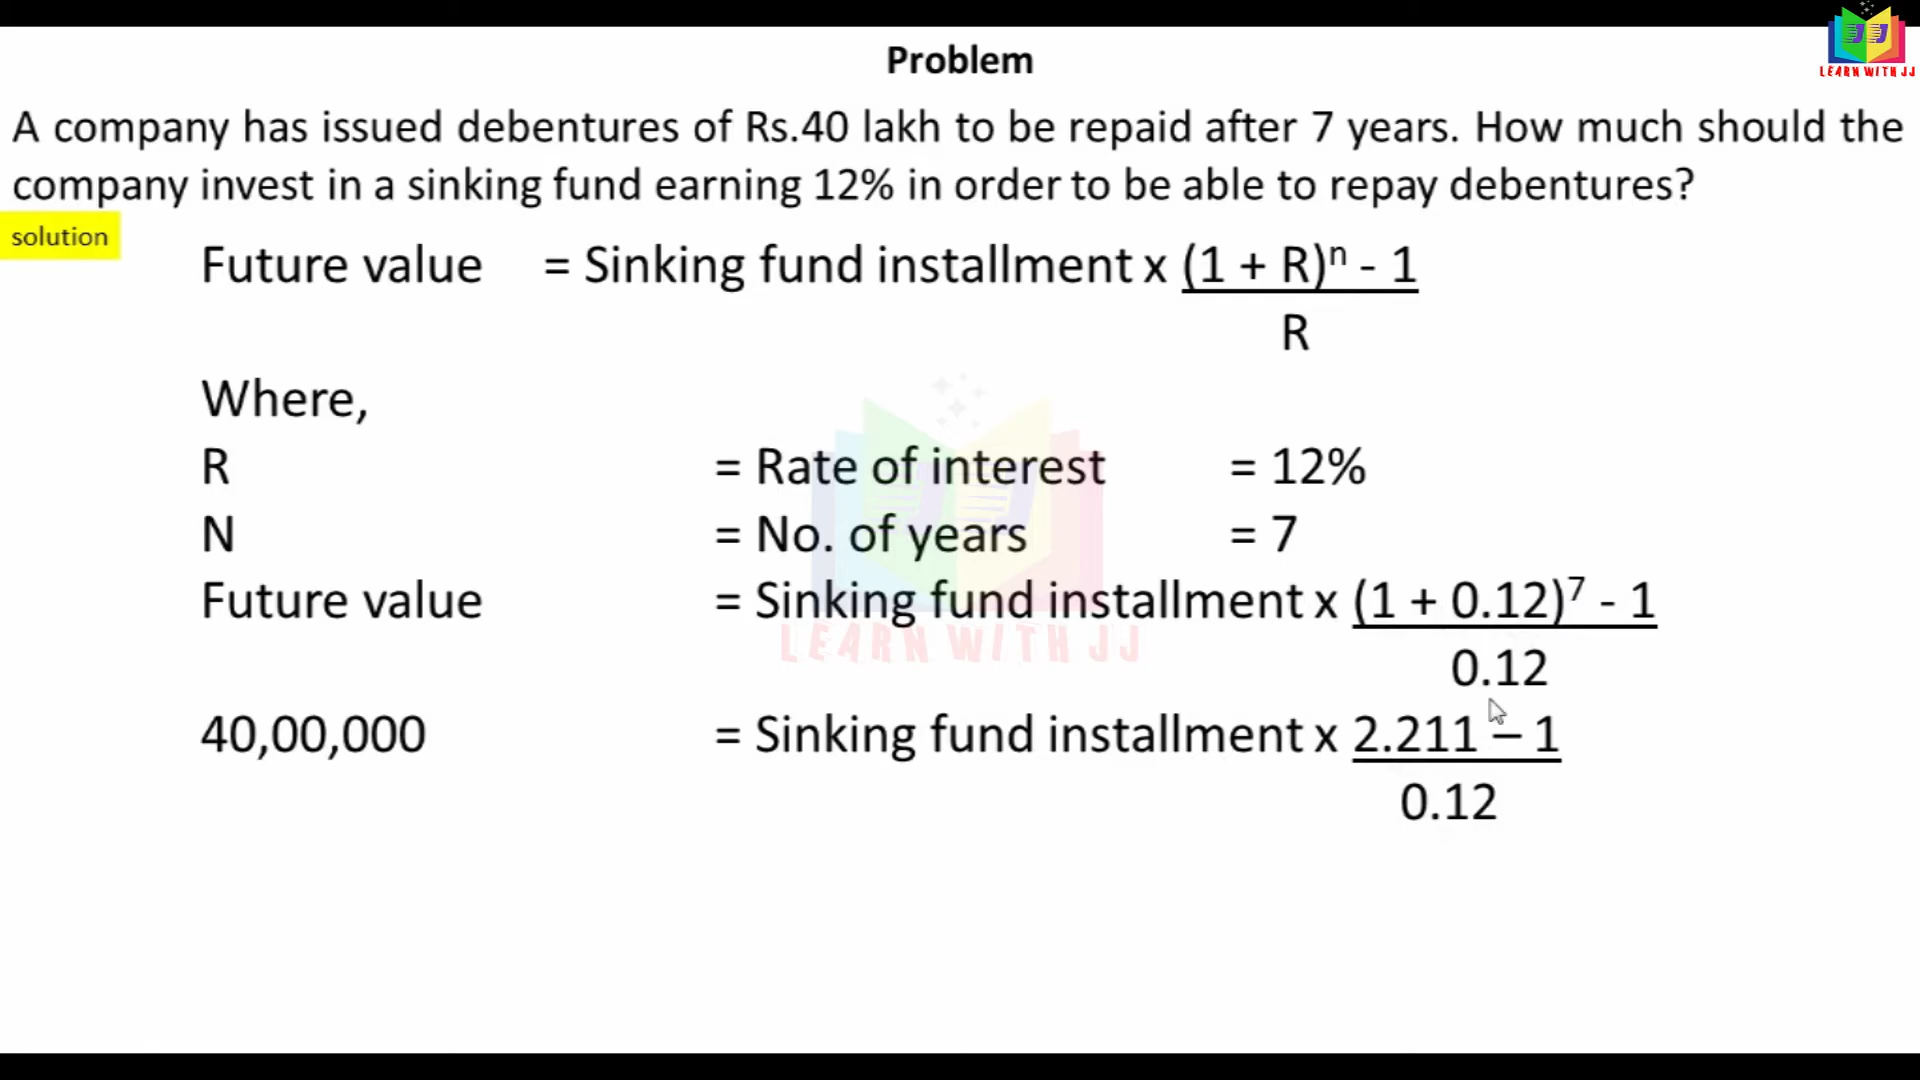 LEARN WITH JJ
Problem
A company has issued debentures of Rs.40 lakh to be repaid after 7 years. How much should the
company invest in a sinking fund earning 12% in order to be able to repay debentures?
solution
Future value = Sinking fund installment x (1 + R)ⁿ - 1
R
Where,
R = Rate of interest = 12%
N = No. of years = 7
Future value = Sinking fund installment x (1 + 0.12)⁷ - 1
LEARN WITH JJ
0.12
40,00,000 = Sinking fund installment x 2.211 – 1
0.12